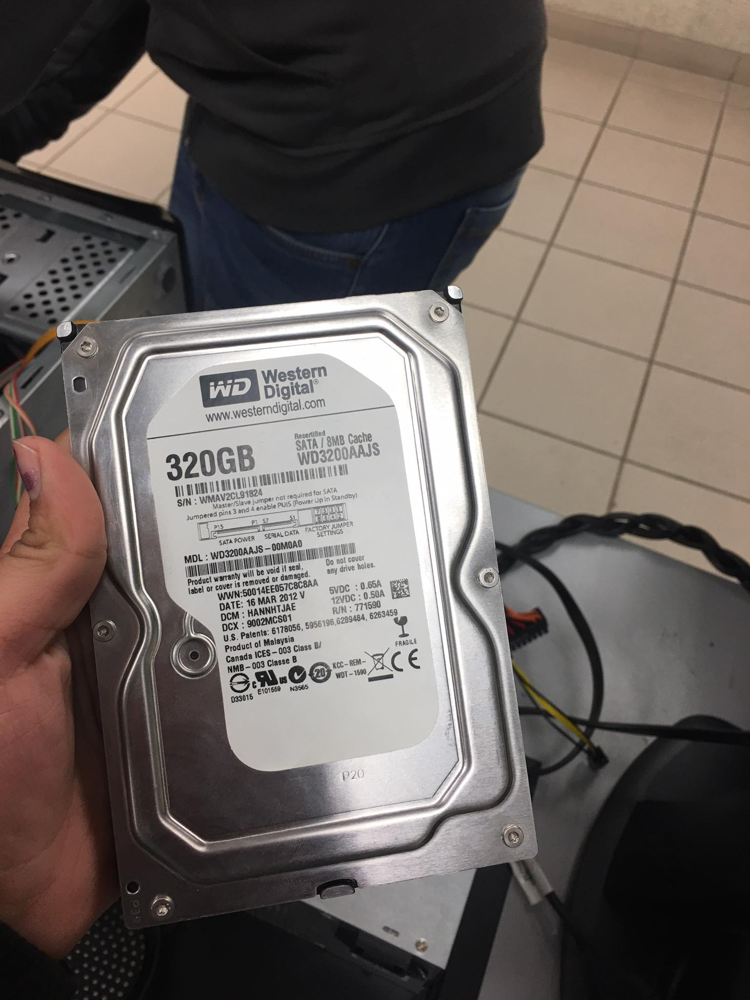 WD Western Digital®
www.westerndigital.com
320GB
Recertified
SATA / 8MB Cache
WD3200AAJS
S/N : WMAV2CL91824
Master/Slave jumper not required for SATA
Jumpered pins 3 and 4 enable PUIS (Power Up In Standby)
P15 P1 S7 S1 7 5 3 1
8 6 4 2
SATA POWER SERIAL DATA FACTORY JUMPER SETTINGS
MDL : WD3200AAJS-00M0A0
Product warranty will be void if seal,
label or cover is removed or damaged.
Do not cover
any drive holes.
WWN:50014EE057C8C8AA
DATE: 16 MAR 2012 V
DCM : HANNHTJAE
DCX : 9002MCS01
5VDC : 0.65A
12VDC : 0.50A
R/N : 771590
U.S. Patents: 6178056, 5956196,6289484, 6263459
Product of Malaysia
Canada ICES-003 Class B/
NMB-003 Classe B
FRAGILE
D33015
c RU us
E101559
N3565
20
KCC-REM-
WDT-1590
CE
P20